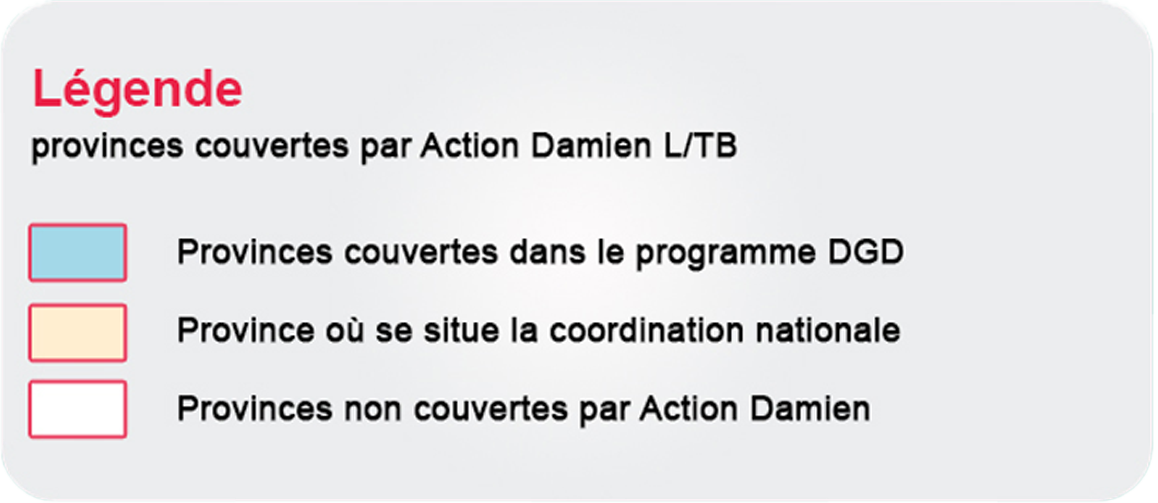 Légende
provinces couvertes par Action Damien L/TB
Provinces couvertes dans le programme DGD
Province où se situe la coordination nationale
Provinces non couvertes par Action Damien